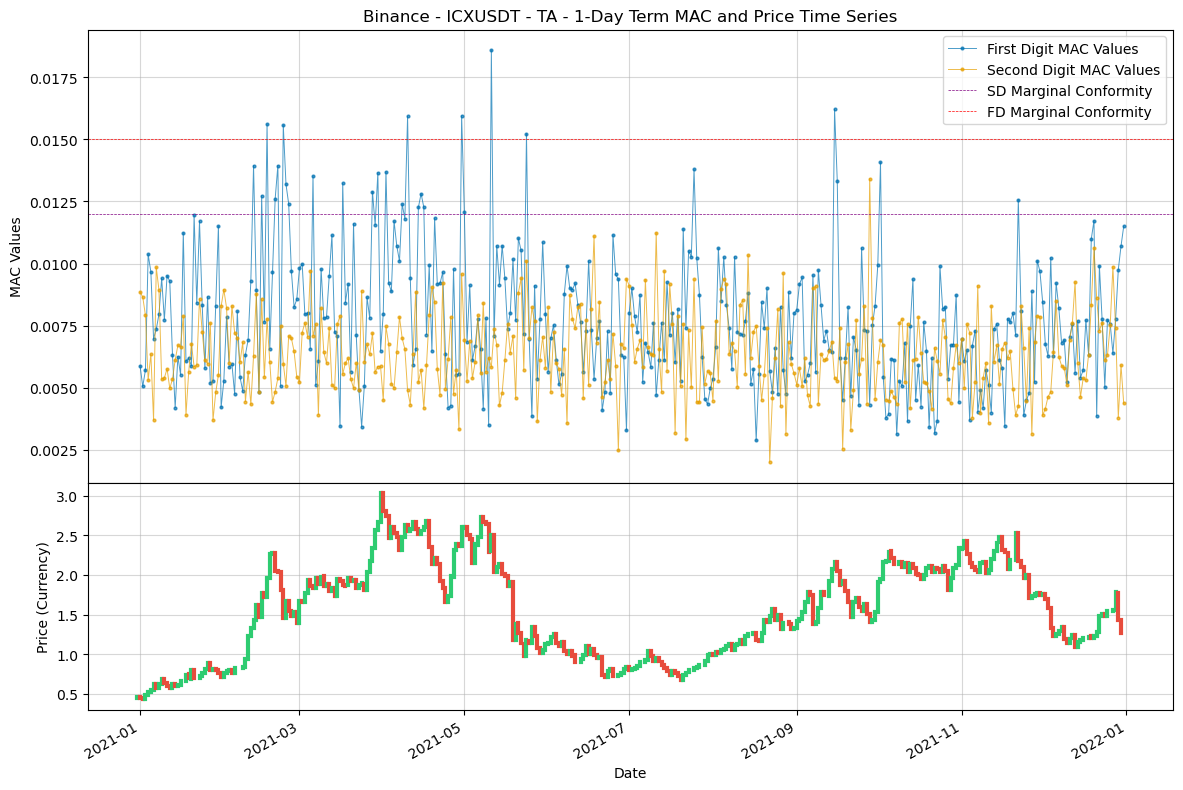 Binance - ICXUSDT - TA - 1-Day Term MAC and Price Time Series
First Digit MAC Values
Second Digit MAC Values
SD Marginal Conformity
FD Marginal Conformity
MAC Values
0.0175
0.0150
0.0125
0.0100
0.0075
0.0050
0.0025
Price (Currency)
3.0
2.5
2.0
1.5
1.0
0.5
2021-01
2021-03
2021-05
2021-07
2021-09
2021-11
2022-01
Date